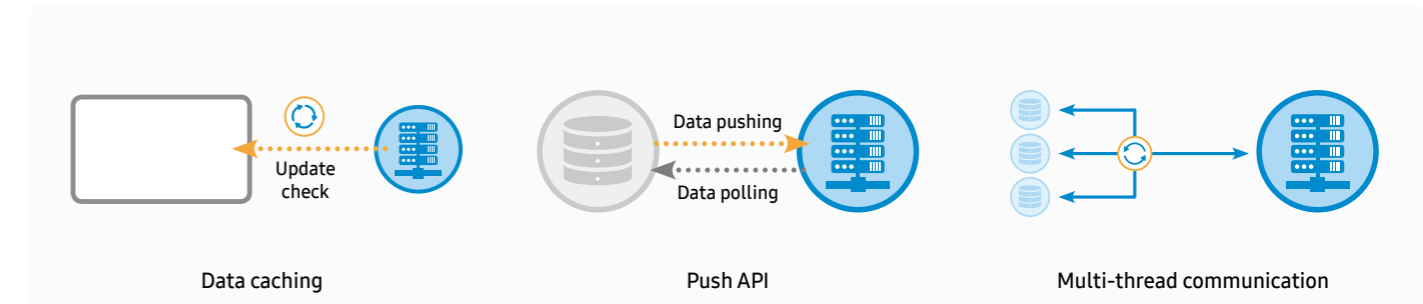 Update
check
Data caching
Data pushing
Data polling
Push API
Multi-thread communication